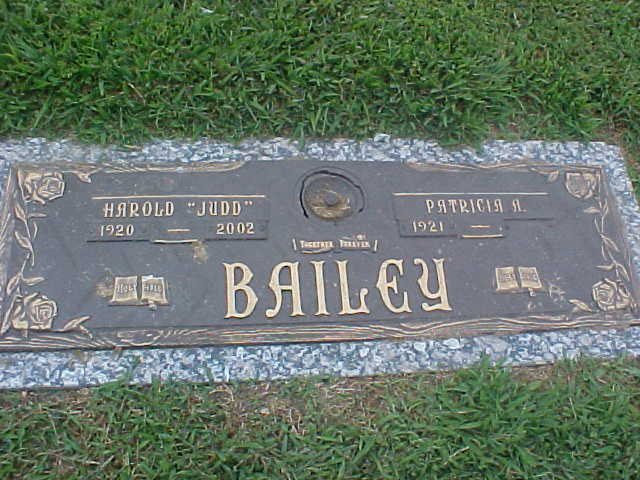 HAROLD "JUDD"
1920 — 2002
PATRICIA A.
1921 —
TOGETHER FOREVER
BAILEY